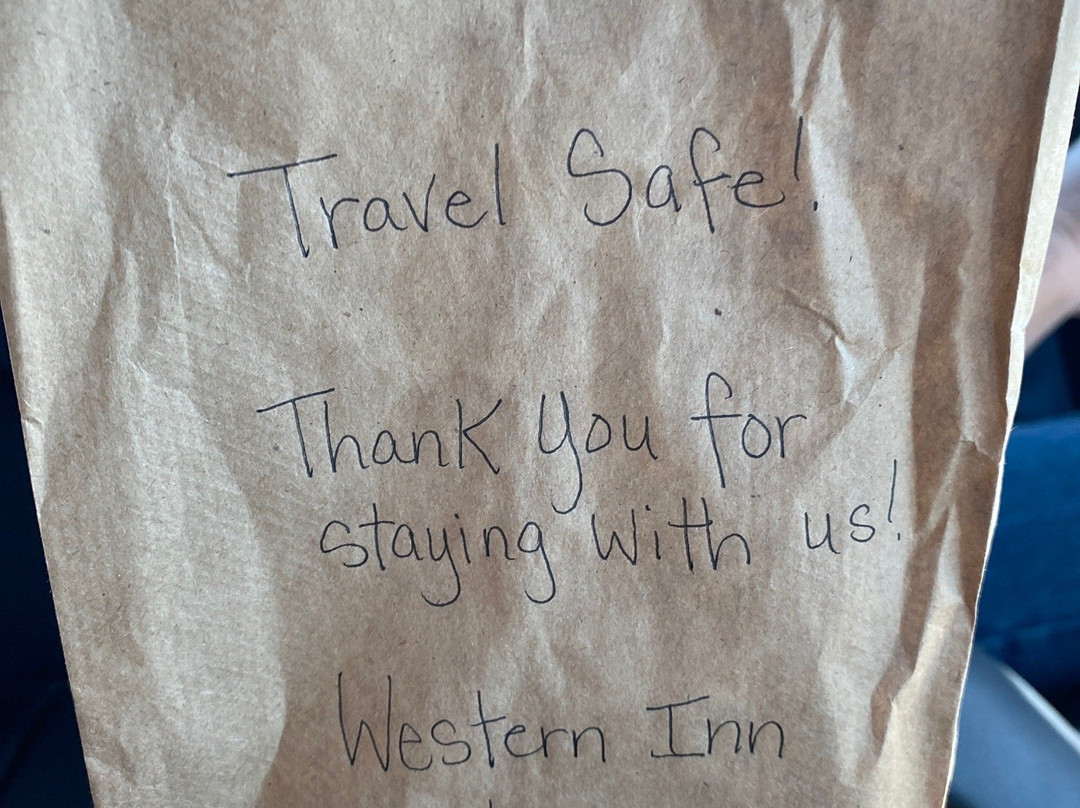 Travel Safe!
Thank you for
staying with us!
Western Inn